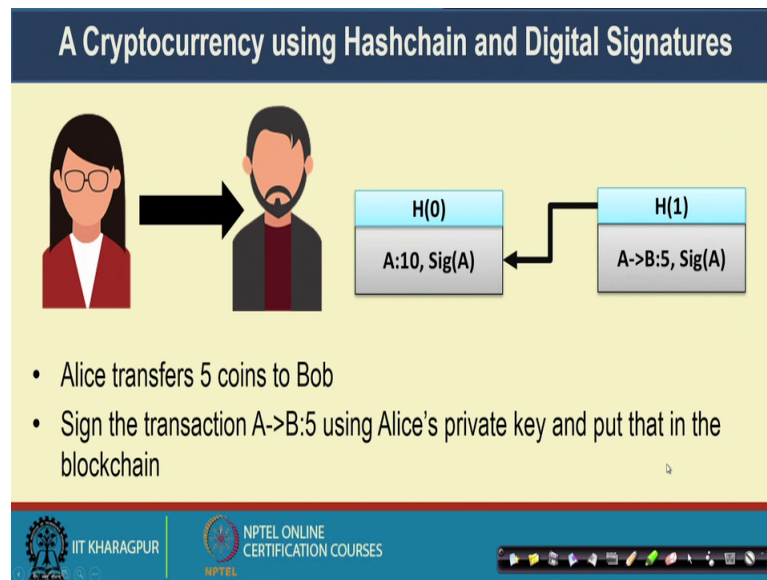 A Cryptocurrency using Hashchain and Digital Signatures
H(0)
A:10, Sig(A)
H(1)
A->B:5, Sig(A)
• Alice transfers 5 coins to Bob
• Sign the transaction A->B:5 using Alice's private key and put that in the
blockchain
IIT KHARAGPUR
NPTEL
NPTEL ONLINE
CERTIFICATION COURSES